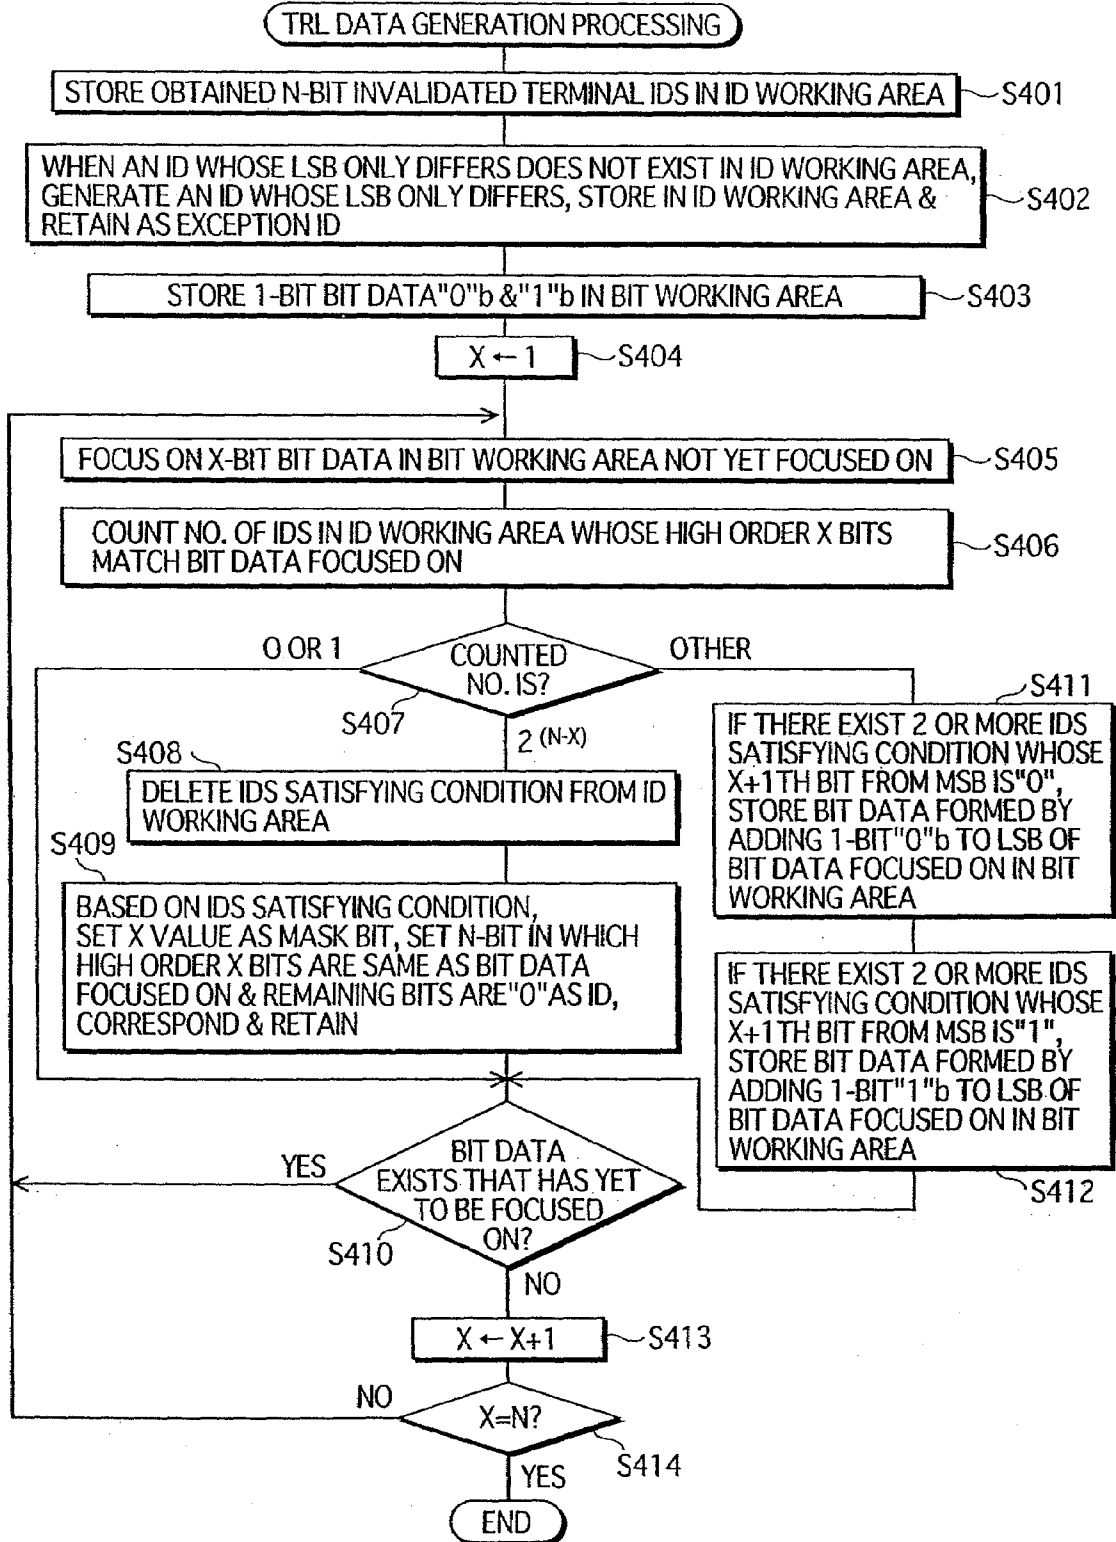 TRL DATA GENERATION PROCESSING
STORE OBTAINED N-BIT INVALIDATED TERMINAL IDS IN ID WORKING AREA
S401
WHEN AN ID WHOSE LSB ONLY DIFFERS DOES NOT EXIST IN ID WORKING AREA,
GENERATE AN ID WHOSE LSB ONLY DIFFERS, STORE IN ID WORKING AREA &
RETAIN AS EXCEPTION ID
S402
STORE 1-BIT BIT DATA"0"b &"1"b IN BIT WORKING AREA
S403
X ← 1
S404
FOCUS ON X-BIT BIT DATA IN BIT WORKING AREA NOT YET FOCUSED ON
S405
COUNT NO. OF IDS IN ID WORKING AREA WHOSE HIGH ORDER X BITS
MATCH BIT DATA FOCUSED ON
S406
0 OR 1
COUNTED
NO. IS?
OTHER
S407
2 (N-X)
S408
DELETE IDS SATISFYING CONDITION FROM ID
WORKING AREA
S409
BASED ON IDS SATISFYING CONDITION,
SET X VALUE AS MASK BIT, SET N-BIT IN WHICH
HIGH ORDER X BITS ARE SAME AS BIT DATA
FOCUSED ON & REMAINING BITS ARE"0"AS ID,
CORRESPOND & RETAIN
S411
IF THERE EXIST 2 OR MORE IDS
SATISFYING CONDITION WHOSE
X+1TH BIT FROM MSB IS"0",
STORE BIT DATA FORMED BY
ADDING 1-BIT"0"b TO LSB OF
BIT DATA FOCUSED ON IN BIT
WORKING AREA
IF THERE EXIST 2 OR MORE IDS
SATISFYING CONDITION WHOSE
X+1TH BIT FROM MSB IS"1",
STORE BIT DATA FORMED BY
ADDING 1-BIT"1"b TO LSB OF
BIT DATA FOCUSED ON IN BIT
WORKING AREA
S412
YES
BIT DATA
EXISTS THAT HAS YET
TO BE FOCUSED
ON?
S410
NO
X ← X+1
S413
NO
X=N?
S414
YES
END